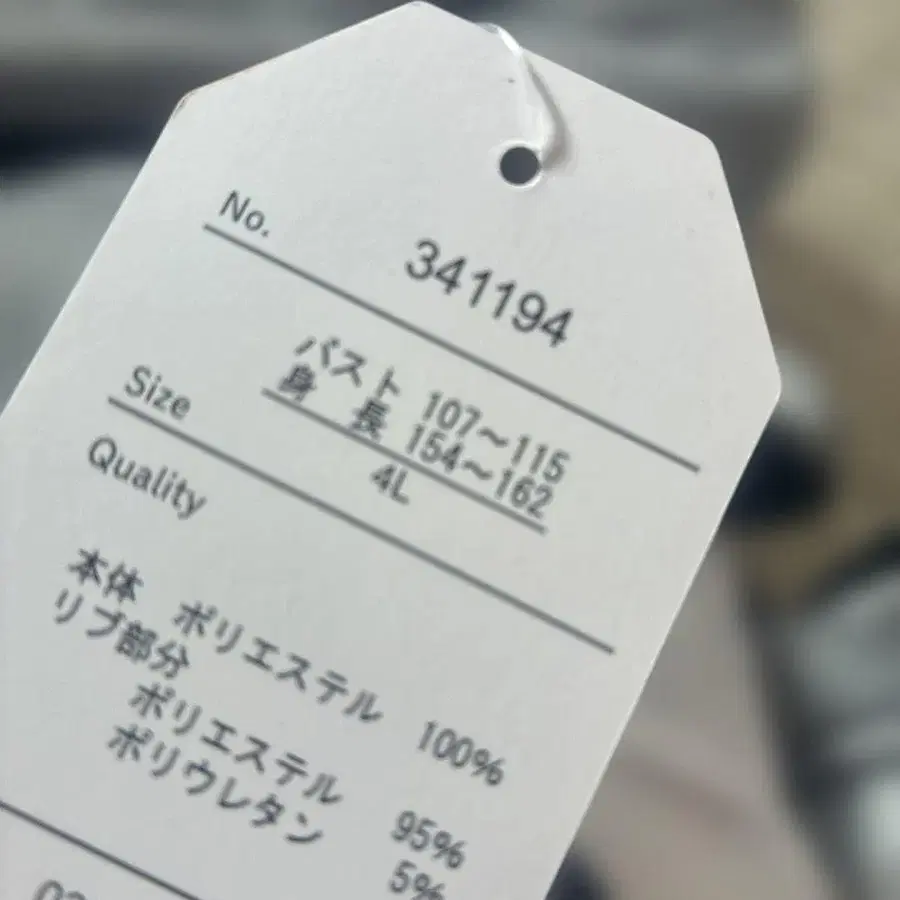 No. 341194
バスト 107～115
身長 154～162
Size 4L
Quality
本体 ポリエステル 100%
リブ部分
ポリエステル 95%
ポリウレタン 5%